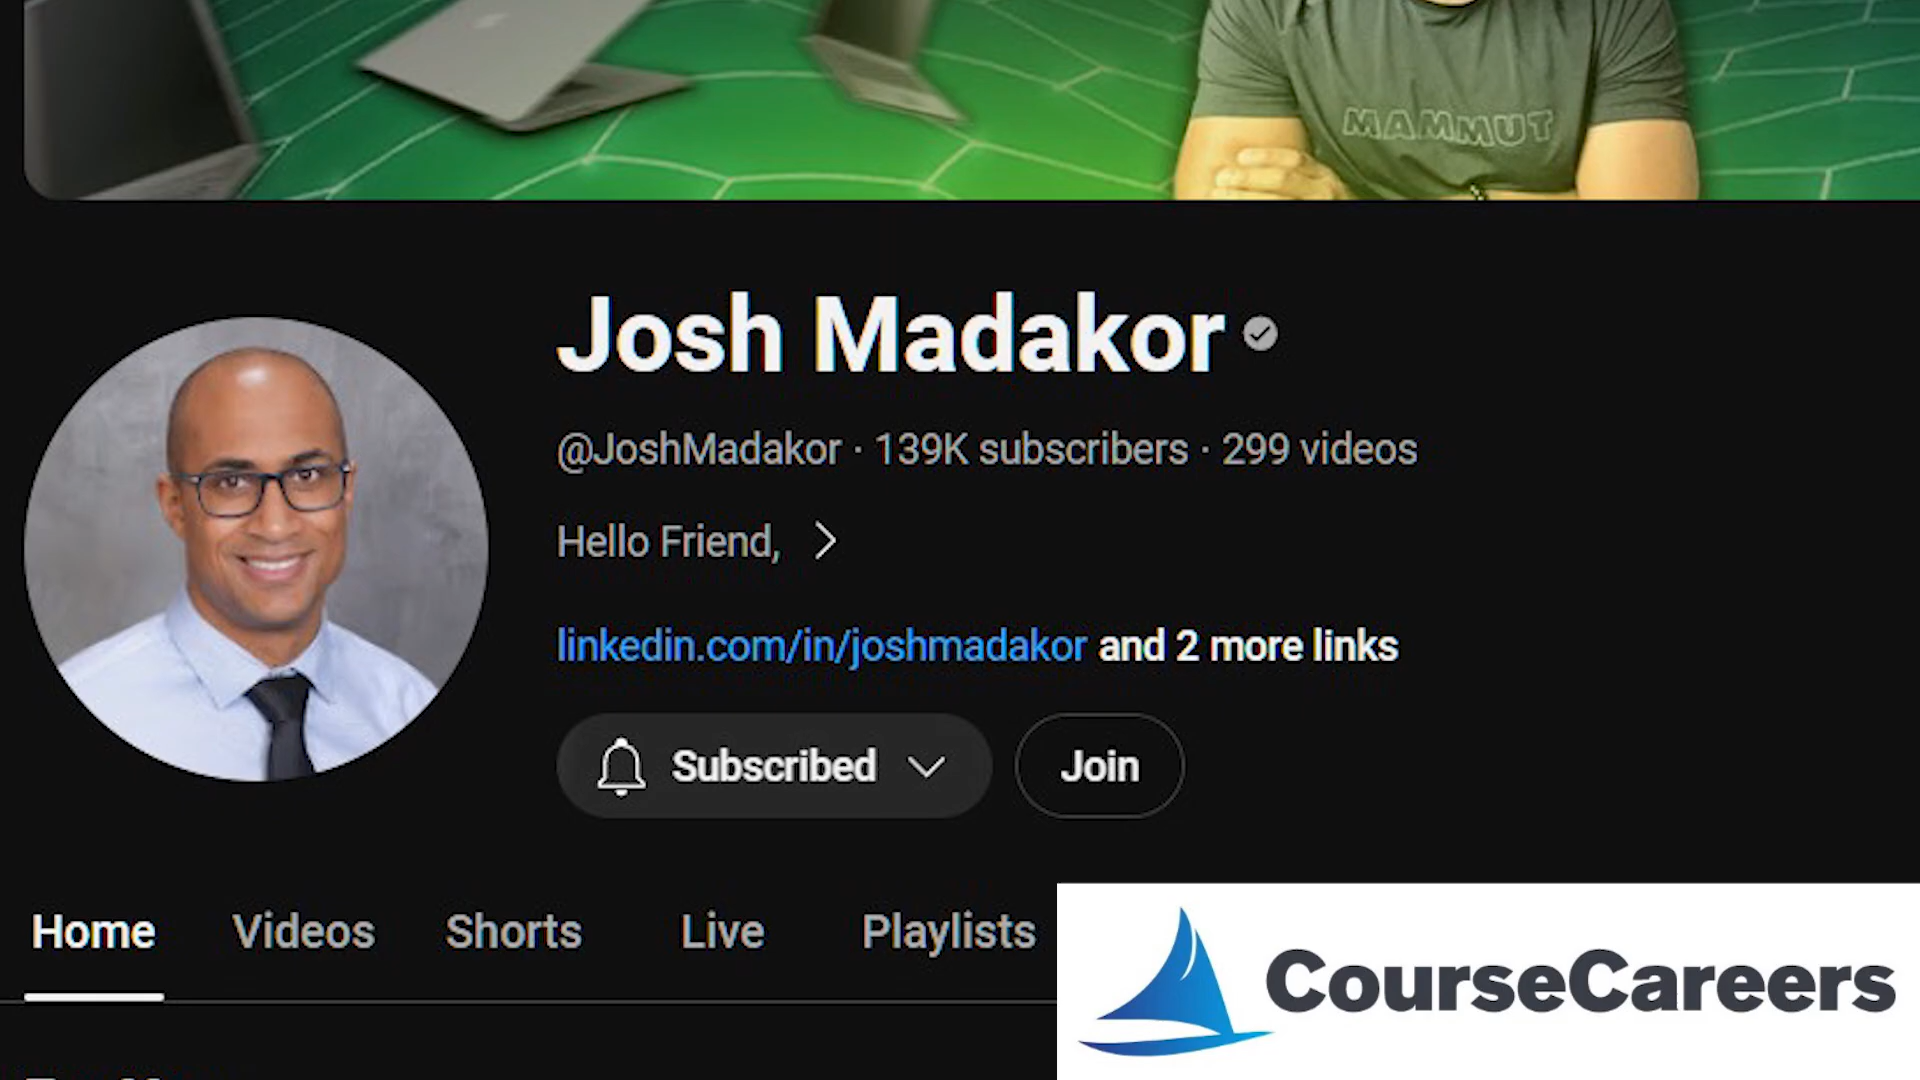 MAMMUT
Josh Madakor
@JoshMadakor · 139K subscribers · 299 videos
Hello Friend,
linkedin.com/in/joshmadakor and 2 more links
Subscribed
Join
Home
Videos
Shorts
Live
Playlists
CourseCareers